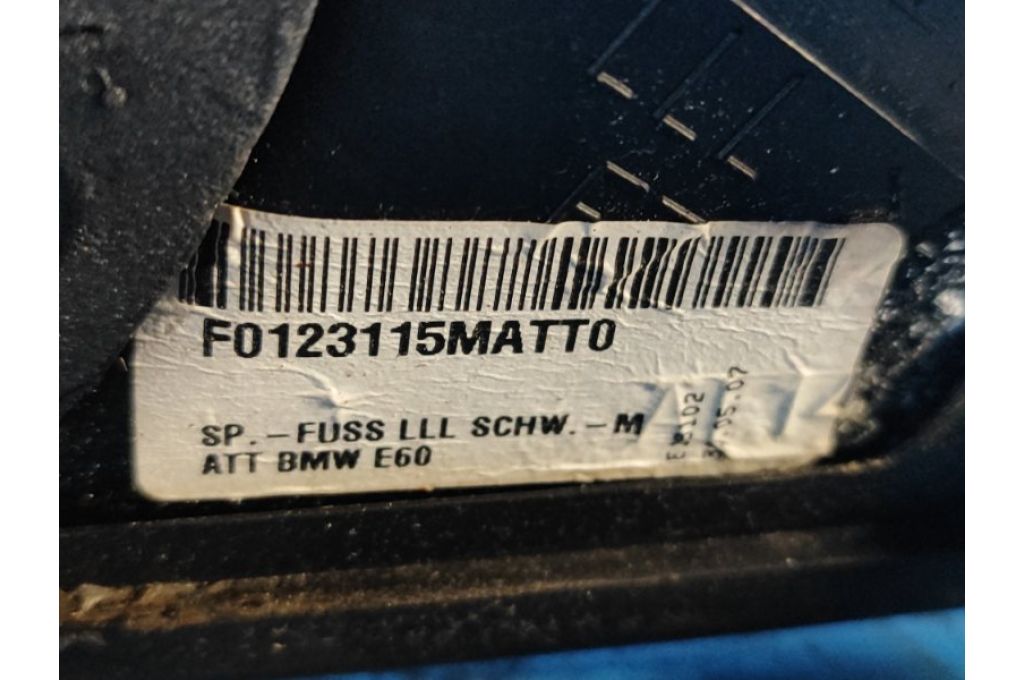 F0123115MATT0
SP.-FUSS LLL SCHW.-M
ATT BMW E60